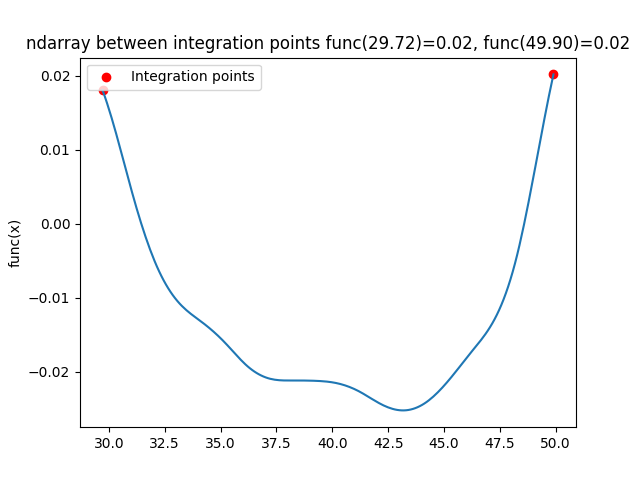 ndarray between integration points func(29.72)=0.02, func(49.90)=0.02
Integration points
func(x)
0.02
0.01
0.00
−0.01
−0.02
30.0 32.5 35.0 37.5 40.0 42.5 45.0 47.5 50.0